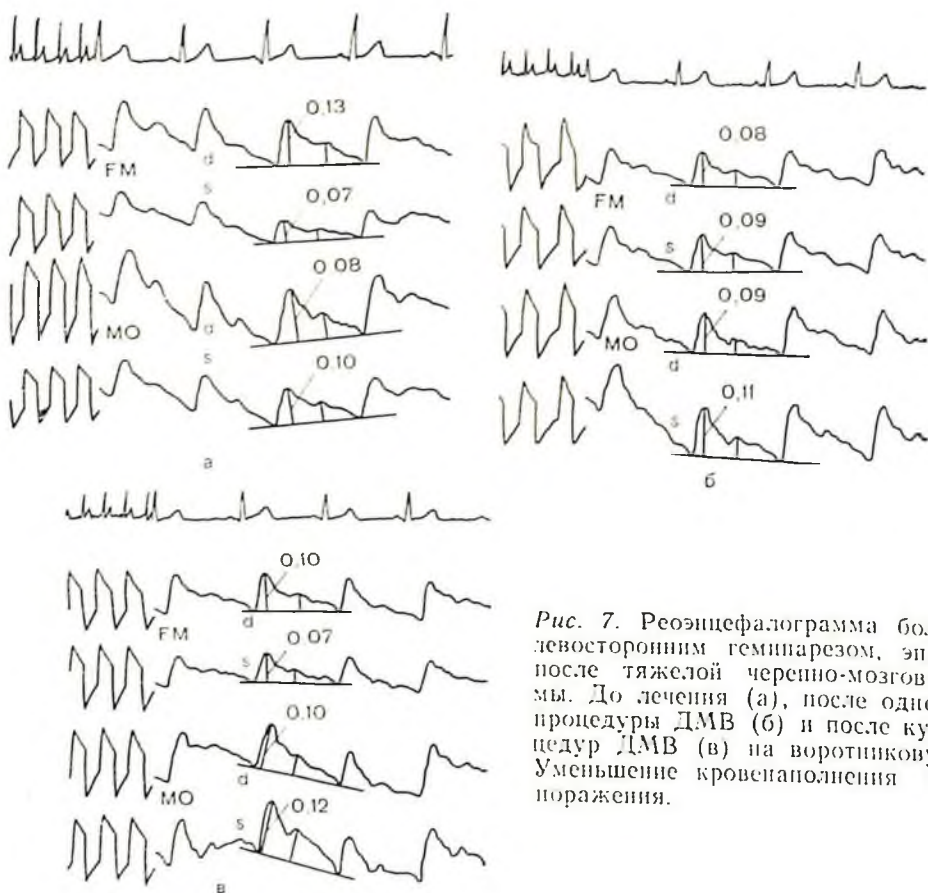 0,13
d
FM
s
0,07
0 08
d
MO
s
0,10
а
0,08
FM
d
s
0,09
0,09
MO
d
0,11
s
б
0,10
FM
d
s
0,07
0,10
d
MO
0,12
s
в
Рис. 7. Реоэнцефалограмма бол
левосторонним гемипарезом, эп
после тяжелой черепно-мозгов
мы. До лечения (а), после одно
процедуры ДМВ (б) и после ку
цедур ДМВ (в) на воротникову
Уменьшение кровенаполнения
поражения.